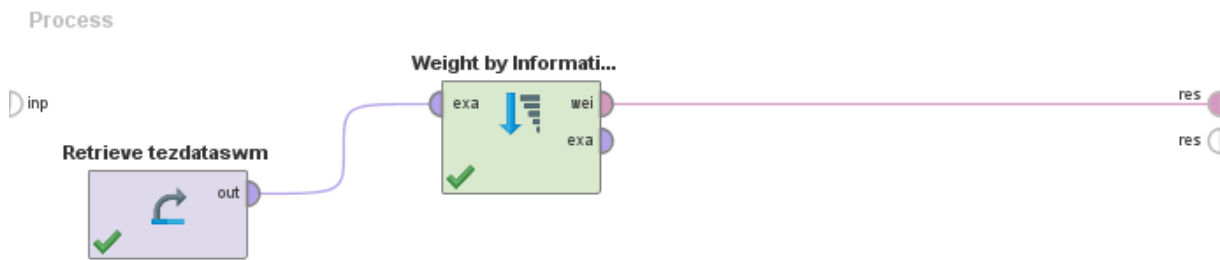 Process
Weight by Informati...
inp
exa
wei
res
exa
res
Retrieve tezdataswm
out